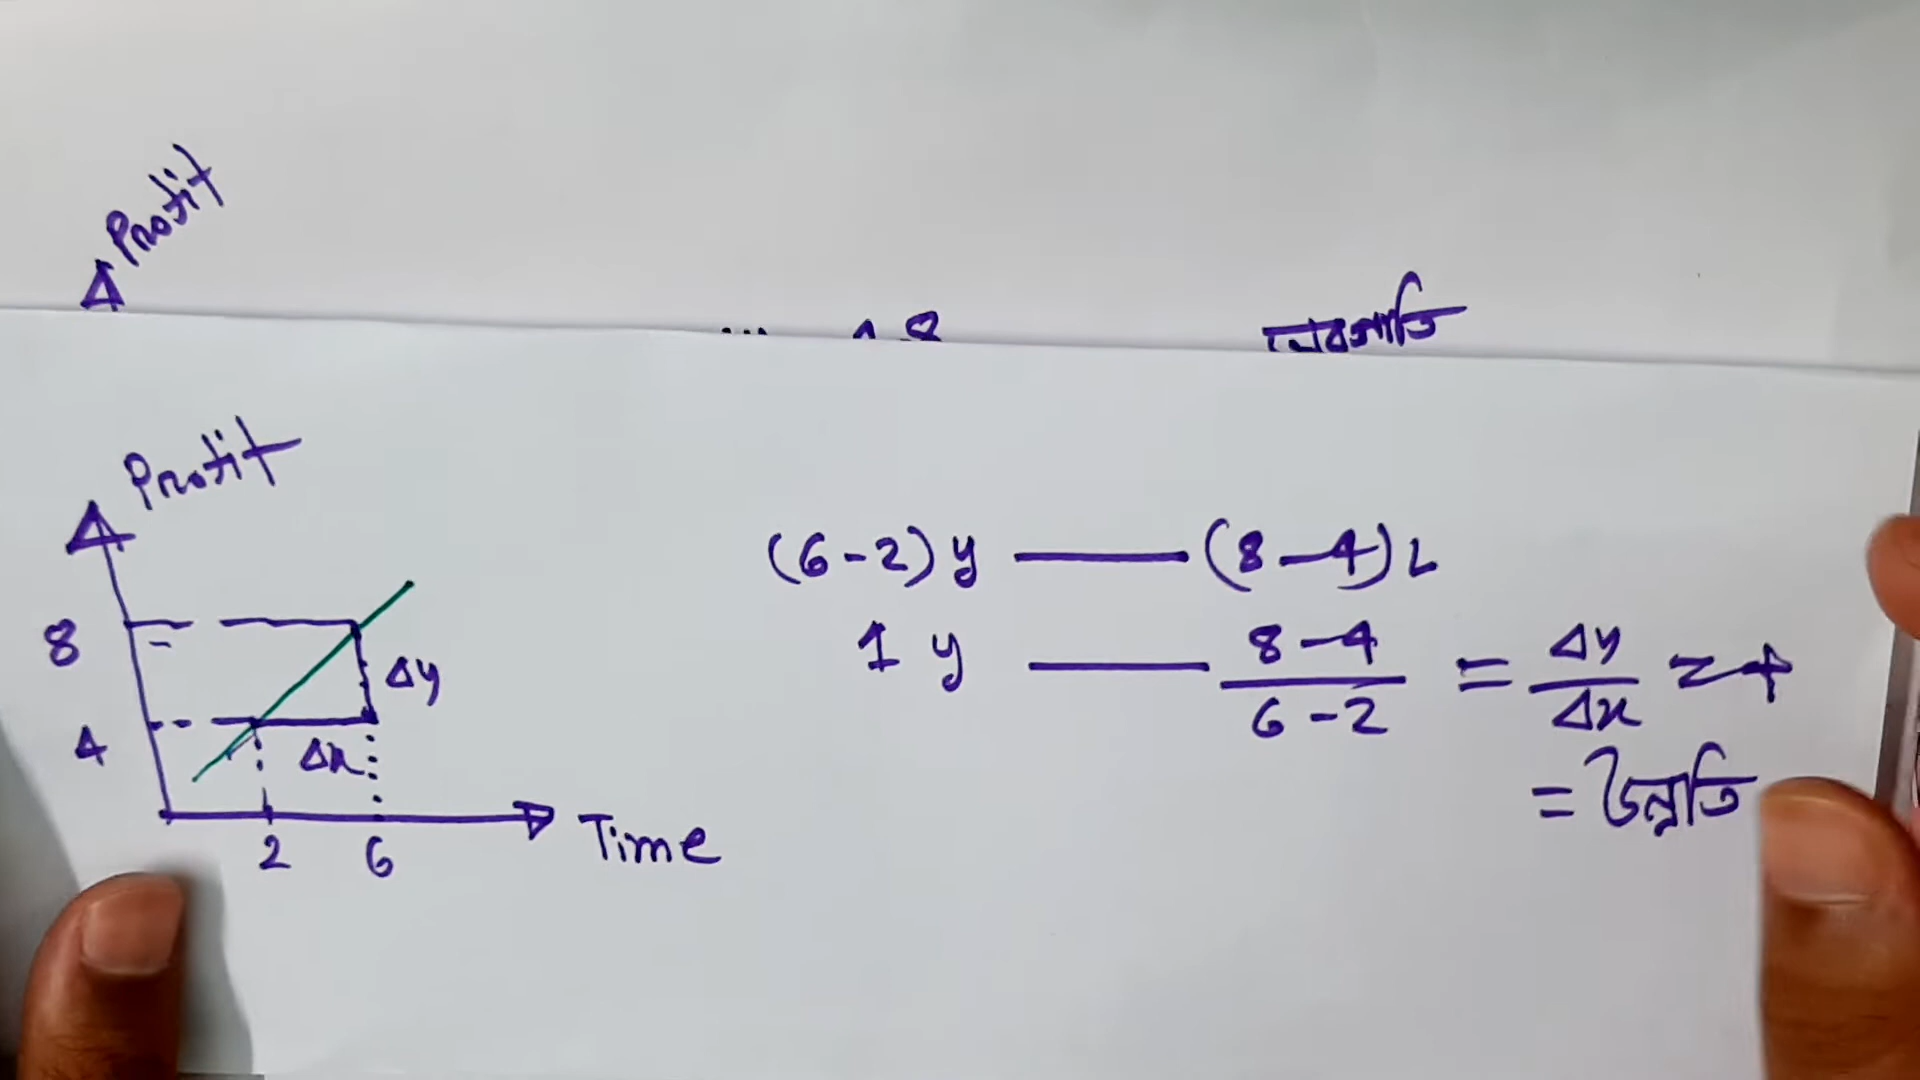 Profit
Profit
8
Δy
4
Δx
2 6
Time
(6-2) y — (8-4) L
1 y — 8-4 / 6-2 = Δy / Δx → +
= উন্নতি